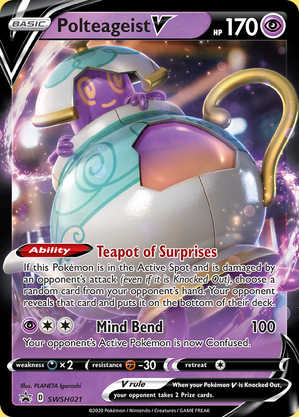 BASIC Polteageist V HP 170
Ability Teapot of Surprises
If this Pokémon is in the Active Spot and is damaged
by an opponent's attack (even if it is Knocked Out), choose a
random card from your opponent's hand. Your opponent
reveals that card and puts it on the bottom of their deck.
Mind Bend 100
Your opponent's Active Pokémon is now Confused.
weakness ×2 resistance -30 retreat
Illus. PLANETA Igarashi
D SWSH021
V rule When your Pokémon V is Knocked Out,
your opponent takes 2 Prize cards.
©2020 Pokémon / Nintendo / Creatures / GAME FREAK